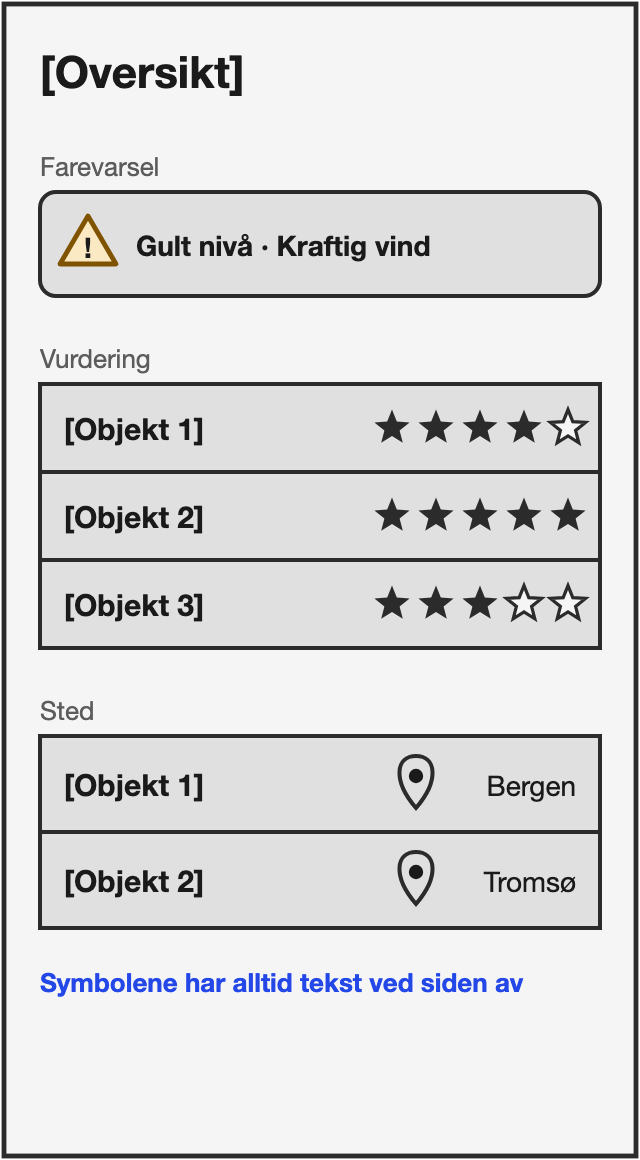 [Oversikt]
Farevarsel
! Gult nivå · Kraftig vind
Vurdering
[Objekt 1] ★★★★☆
[Objekt 2] ★★★★★
[Objekt 3] ★★★☆☆
Sted
[Objekt 1] Bergen
[Objekt 2] Tromsø
Symbolene har alltid tekst ved siden av